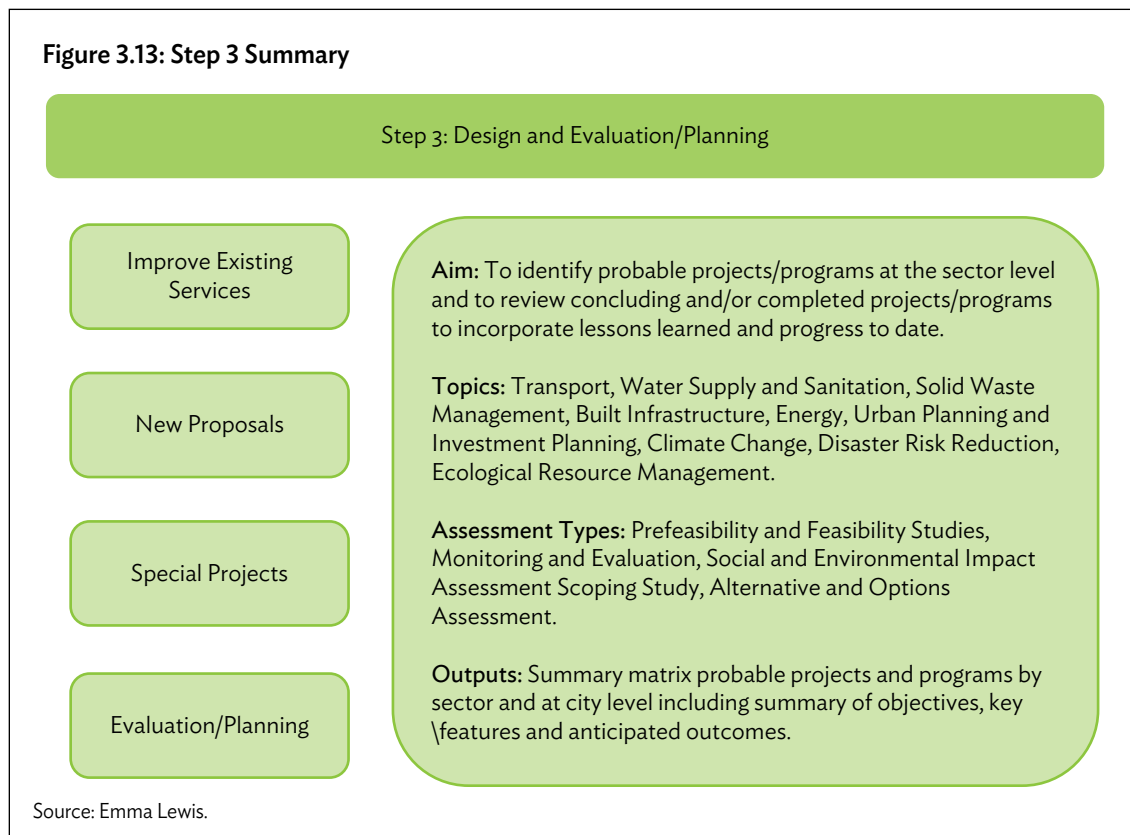 Figure 3.13: Step 3 Summary
Step 3: Design and Evaluation/Planning
Improve Existing
Services
New Proposals
Special Projects
Evaluation/Planning
Aim: To identify probable projects/programs at the sector level
and to review concluding and/or completed projects/programs
to incorporate lessons learned and progress to date.
Topics: Transport, Water Supply and Sanitation, Solid Waste
Management, Built Infrastructure, Energy, Urban Planning and
Investment Planning, Climate Change, Disaster Risk Reduction,
Ecological Resource Management.
Assessment Types: Prefeasibility and Feasibility Studies,
Monitoring and Evaluation, Social and Environmental Impact
Assessment Scoping Study, Alternative and Options
Assessment.
Outputs: Summary matrix probable projects and programs by
sector and at city level including summary of objectives, key
\features and anticipated outcomes.
Source: Emma Lewis.